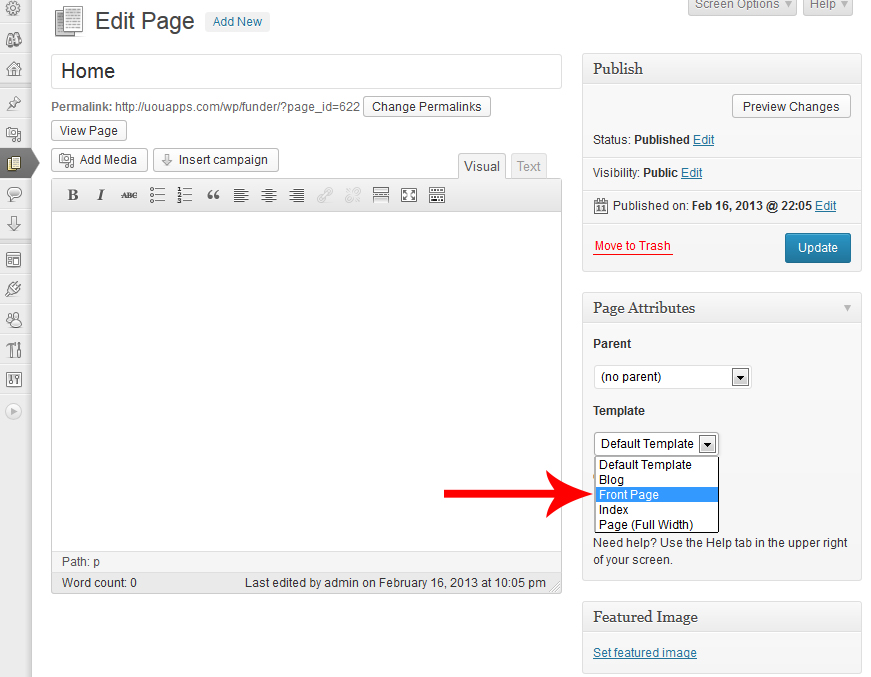 Screen Options Help
Edit Page Add New
Home
Permalink: http://uouapps.com/wp/funder/?page_id=622 Change Permalinks
View Page
Add Media Insert campaign
Visual Text
B I ABC
Path: p
Word count: 0 Last edited by admin on February 16, 2013 at 10:05 pm
Publish
Preview Changes
Status: Published Edit
Visibility: Public Edit
11 Published on: Feb 16, 2013 @ 22:05 Edit
Move to Trash Update
Page Attributes
Parent
(no parent)
Template
Default Template
Default Template
Blog
Front Page
Index
Page (Full Width)
Need help? Use the Help tab in the upper right
of your screen.
Featured Image
Set featured image